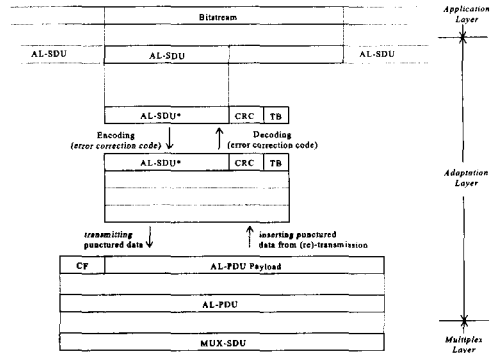 Bitstream
Application
Layer
AL-SDU
AL-SDU
AL-SDU
AL-SDU*
CRC
TB
Encoding
(error correction code)
Decoding
(error correction code)
AL-SDU*
CRC
TB
Adaptation
Layer
transmitting
punctured data
inserting punctured
data from (re)-transmission
CF
AL-PDU Payload
AL-PDU
MUX-SDU
Multiplex
Layer